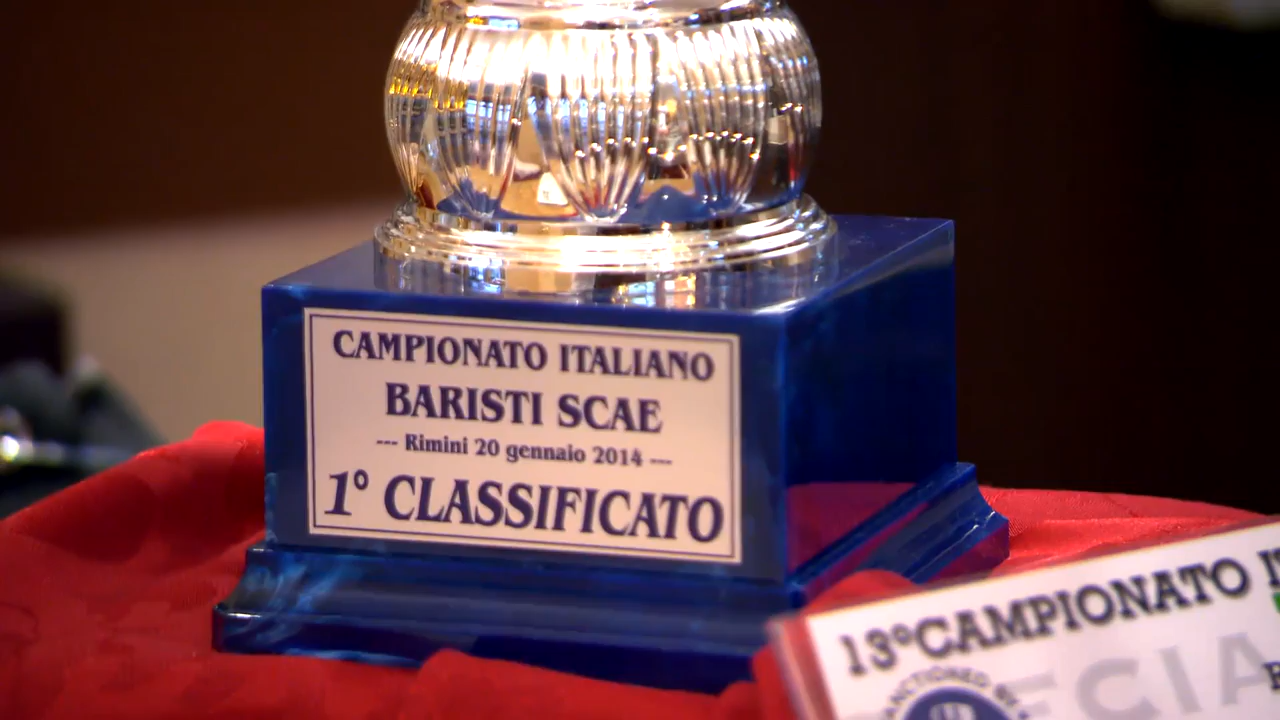 CAMPIONATO ITALIANO
BARISTI SCAE
--- Rimini 20 gennaio 2014 ---
1° CLASSIFICATO
13°CAMPIONATO